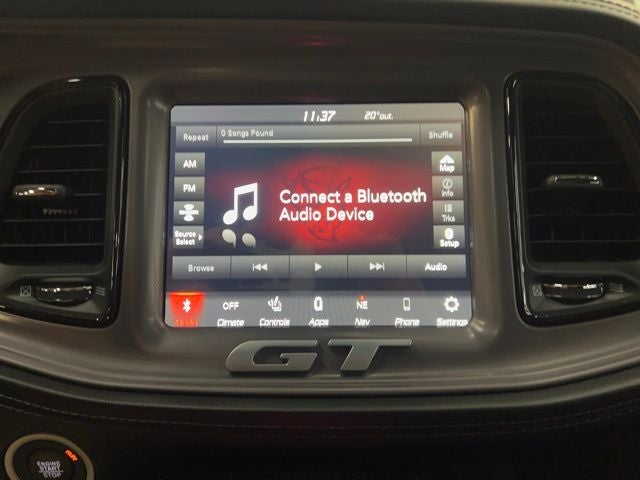 11:37 20°out.
Repeat 0 Songs Found Shuffle
AM
FM
Source
Select
Connect a Bluetooth
Audio Device
Map
Info
Trks
Setup
Browse Audio
OFF NE
Climate Controls Apps Nav Phone Settings
GT
ENGINE
START
STOP